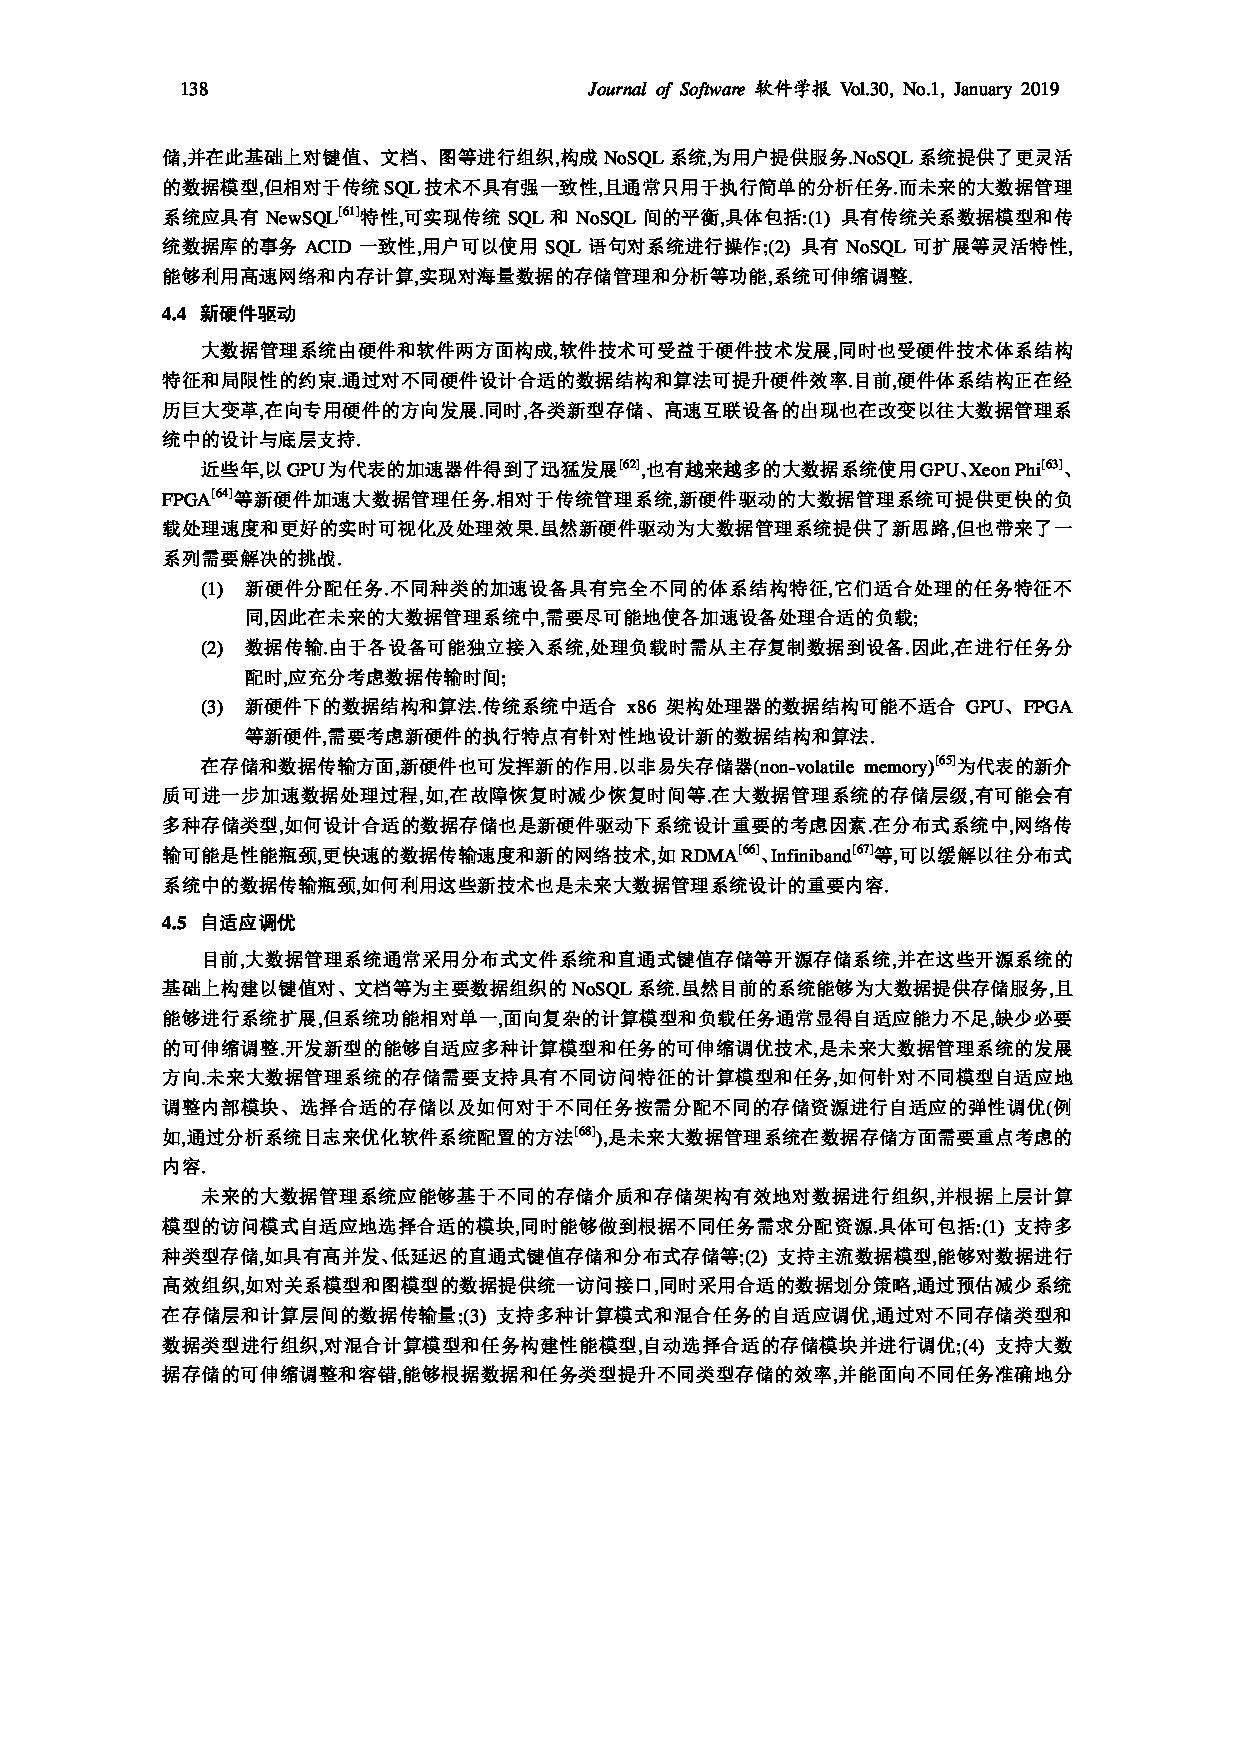 138
Journal of Software 软件学报 Vol.30, No.1, January 2019
储,并在此基础上对键值、文档、图等进行组织,构成 NoSQL 系统,为用户提供服务.NoSQL 系统提供了更灵活
的数据模型,但相对于传统 SQL 技术不具有强一致性,且通常只用于执行简单的分析任务.而未来的大数据管理
系统应具有 NewSQL[61]特性,可实现传统 SQL 和 NoSQL 间的平衡,具体包括:(1) 具有传统关系数据模型和传
统数据库的事务 ACID 一致性,用户可以使用 SQL 语句对系统进行操作;(2) 具有 NoSQL 可扩展等灵活特性,
能够利用高速网络和内存计算,实现对海量数据的存储管理和分析等功能,系统可伸缩调整.
4.4 新硬件驱动
大数据管理系统由硬件和软件两方面构成,软件技术可受益于硬件技术发展,同时也受硬件技术体系结构
特征和局限性的约束.通过对不同硬件设计合适的数据结构和算法可提升硬件效率.目前,硬件体系结构正在经
历巨大变革,在向专用硬件的方向发展.同时,各类新型存储、高速互联设备的出现也在改变以往大数据管理系
统中的设计与底层支持.
近些年,以 GPU 为代表的加速器件得到了迅猛发展[62],也有越来越多的大数据系统使用 GPU、Xeon Phi[63]、
FPGA[64]等新硬件加速大数据管理任务.相对于传统管理系统,新硬件驱动的大数据管理系统可提供更快的负
载处理速度和更好的实时可视化及处理效果.虽然新硬件驱动为大数据管理系统提供了新思路,但也带来了一
系列需要解决的挑战.
(1) 新硬件分配任务.不同种类的加速设备具有完全不同的体系结构特征,它们适合处理的任务特征不
同,因此在未来的大数据管理系统中,需要尽可能地使各加速设备处理合适的负载;
(2) 数据传输.由于各设备可能独立接入系统,处理负载时需从主存复制数据到设备.因此,在进行任务分
配时,应充分考虑数据传输时间;
(3) 新硬件下的数据结构和算法.传统系统中适合 x86 架构处理器的数据结构可能不适合 GPU、FPGA
等新硬件,需要考虑新硬件的执行特点有针对性地设计新的数据结构和算法.
在存储和数据传输方面,新硬件也可发挥新的作用.以非易失存储器(non-volatile memory)[65]为代表的新介
质可进一步加速数据处理过程,如,在故障恢复时减少恢复时间等.在大数据管理系统的存储层级,有可能会有
多种存储类型,如何设计合适的数据存储也是新硬件驱动下系统设计重要的考虑因素.在分布式系统中,网络传
输可能是性能瓶颈,更快速的数据传输速度和新的网络技术,如 RDMA[66]、Infiniband[67]等,可以缓解以往分布式
系统中的数据传输瓶颈,如何利用这些新技术也是未来大数据管理系统设计的重要内容.
4.5 自适应调优
目前,大数据管理系统通常采用分布式文件系统和直通式键值存储等开源存储系统,并在这些开源系统的
基础上构建以键值对、文档等为主要数据组织的 NoSQL 系统.虽然目前的系统能够为大数据提供存储服务,且
能够进行系统扩展,但系统功能相对单一,面向复杂的计算模型和负载任务通常显得自适应能力不足,缺少必要
的可伸缩调整.开发新型的能够自适应多种计算模型和任务的可伸缩调优技术,是未来大数据管理系统的发展
方向.未来大数据管理系统的存储需要支持具有不同访问特征的计算模型和任务,如何针对不同模型自适应地
调整内部模块、选择合适的存储以及如何对于不同任务按需分配不同的存储资源进行自适应的弹性调优(例
如,通过分析系统日志来优化软件系统配置的方法[68]),是未来大数据管理系统在数据存储方面需要重点考虑的
内容.
未来的大数据管理系统应能够基于不同的存储介质和存储架构有效地对数据进行组织,并根据上层计算
模型的访问模式自适应地选择合适的模块,同时能够做到根据不同任务需求分配资源.具体可包括:(1) 支持多
种类型存储,如具有高并发、低延迟的直通式键值存储和分布式存储等;(2) 支持主流数据模型,能够对数据进行
高效组织,如对关系模型和图模型的数据提供统一访问接口,同时采用合适的数据划分策略,通过预估减少系统
在存储层和计算层间的数据传输量;(3) 支持多种计算模式和混合任务的自适应调优,通过对不同存储类型和
数据类型进行组织,对混合计算模型和任务构建性能模型,自动选择合适的存储模块并进行调优;(4) 支持大数
据存储的可伸缩调整和容错,能够根据数据和任务类型提升不同类型存储的效率,并能面向不同任务准确地分